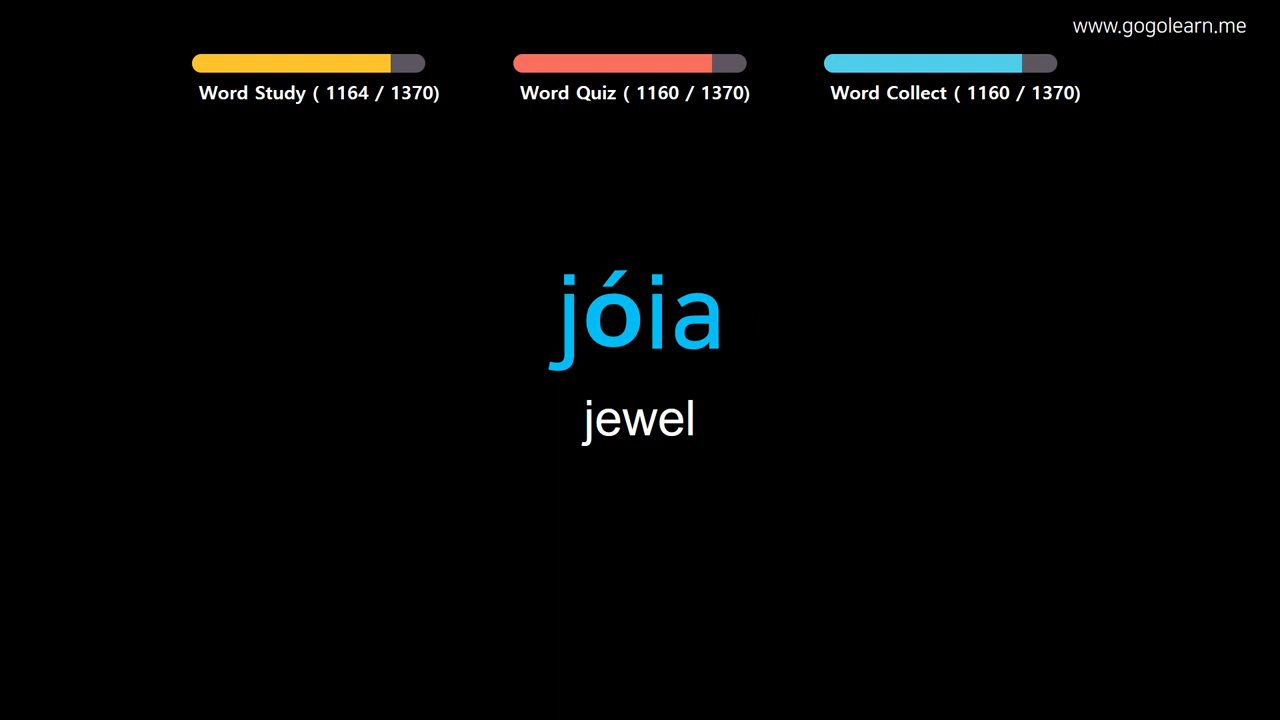 www.gogolearn.me
Word Study ( 1164 / 1370)
Word Quiz ( 1160 / 1370)
Word Collect ( 1160 / 1370)
jóia
jewel